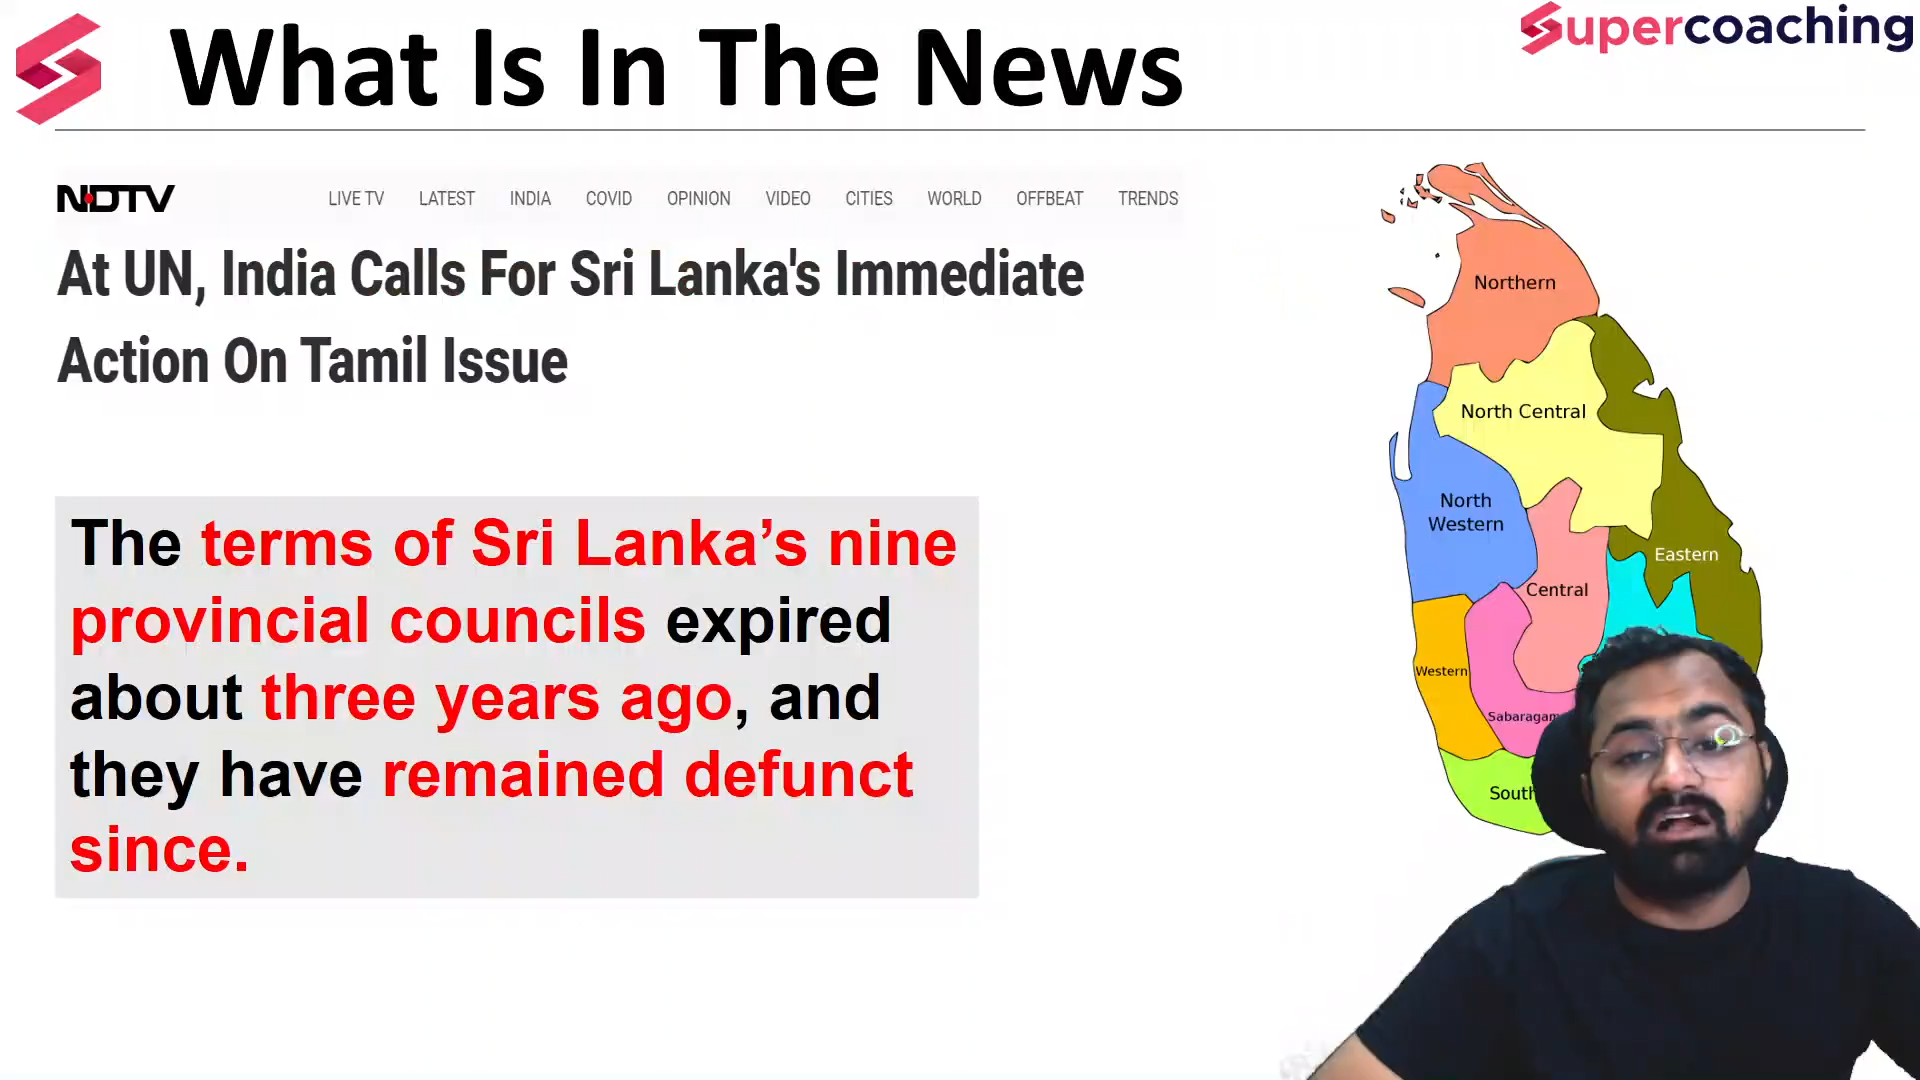 What Is In The News
Supercoaching
NDTV
LIVE TV LATEST INDIA COVID OPINION VIDEO CITIES WORLD OFFBEAT TRENDS
At UN, India Calls For Sri Lanka's Immediate
Action On Tamil Issue
The terms of Sri Lanka’s nine
provincial councils expired
about three years ago, and
they have remained defunct
since.
Northern
North Central
North
Western
Eastern
Central
Western
Sabaragam
South